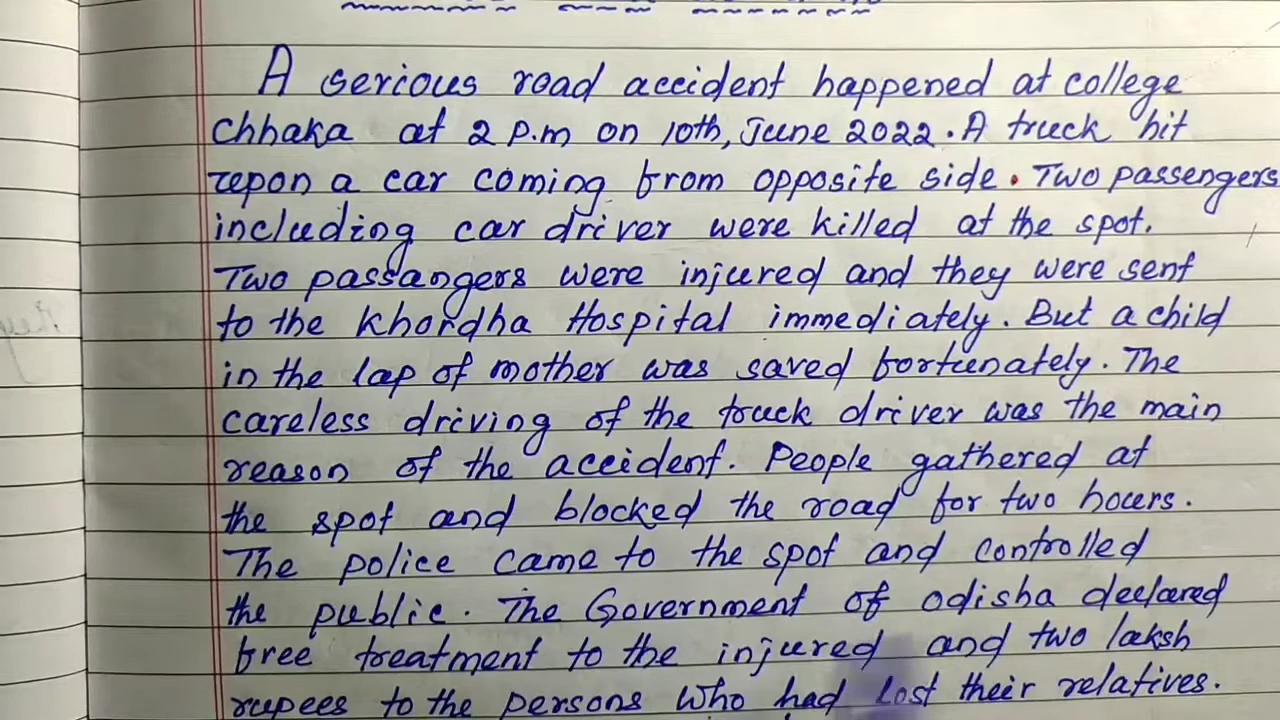 A serious road accident happened at college
Chhaka at 2 P.m on 10th, June 2022. A truck hit
upon a car coming from opposite side. Two passengers
including car driver were killed at the spot.
Two passangers were injured and they were sent
to the Khordha Hospital immediately. But a child
in the lap of mother was saved fortunately. The
careless driving of the truck driver was the main
reason of the accident. People gathered at
the spot and blocked the road for two hours.
The police came to the spot and controlled
the public. The Government of odisha declared
free treatment to the injured and two laksh
rupees to the persons who had lost their relatives.